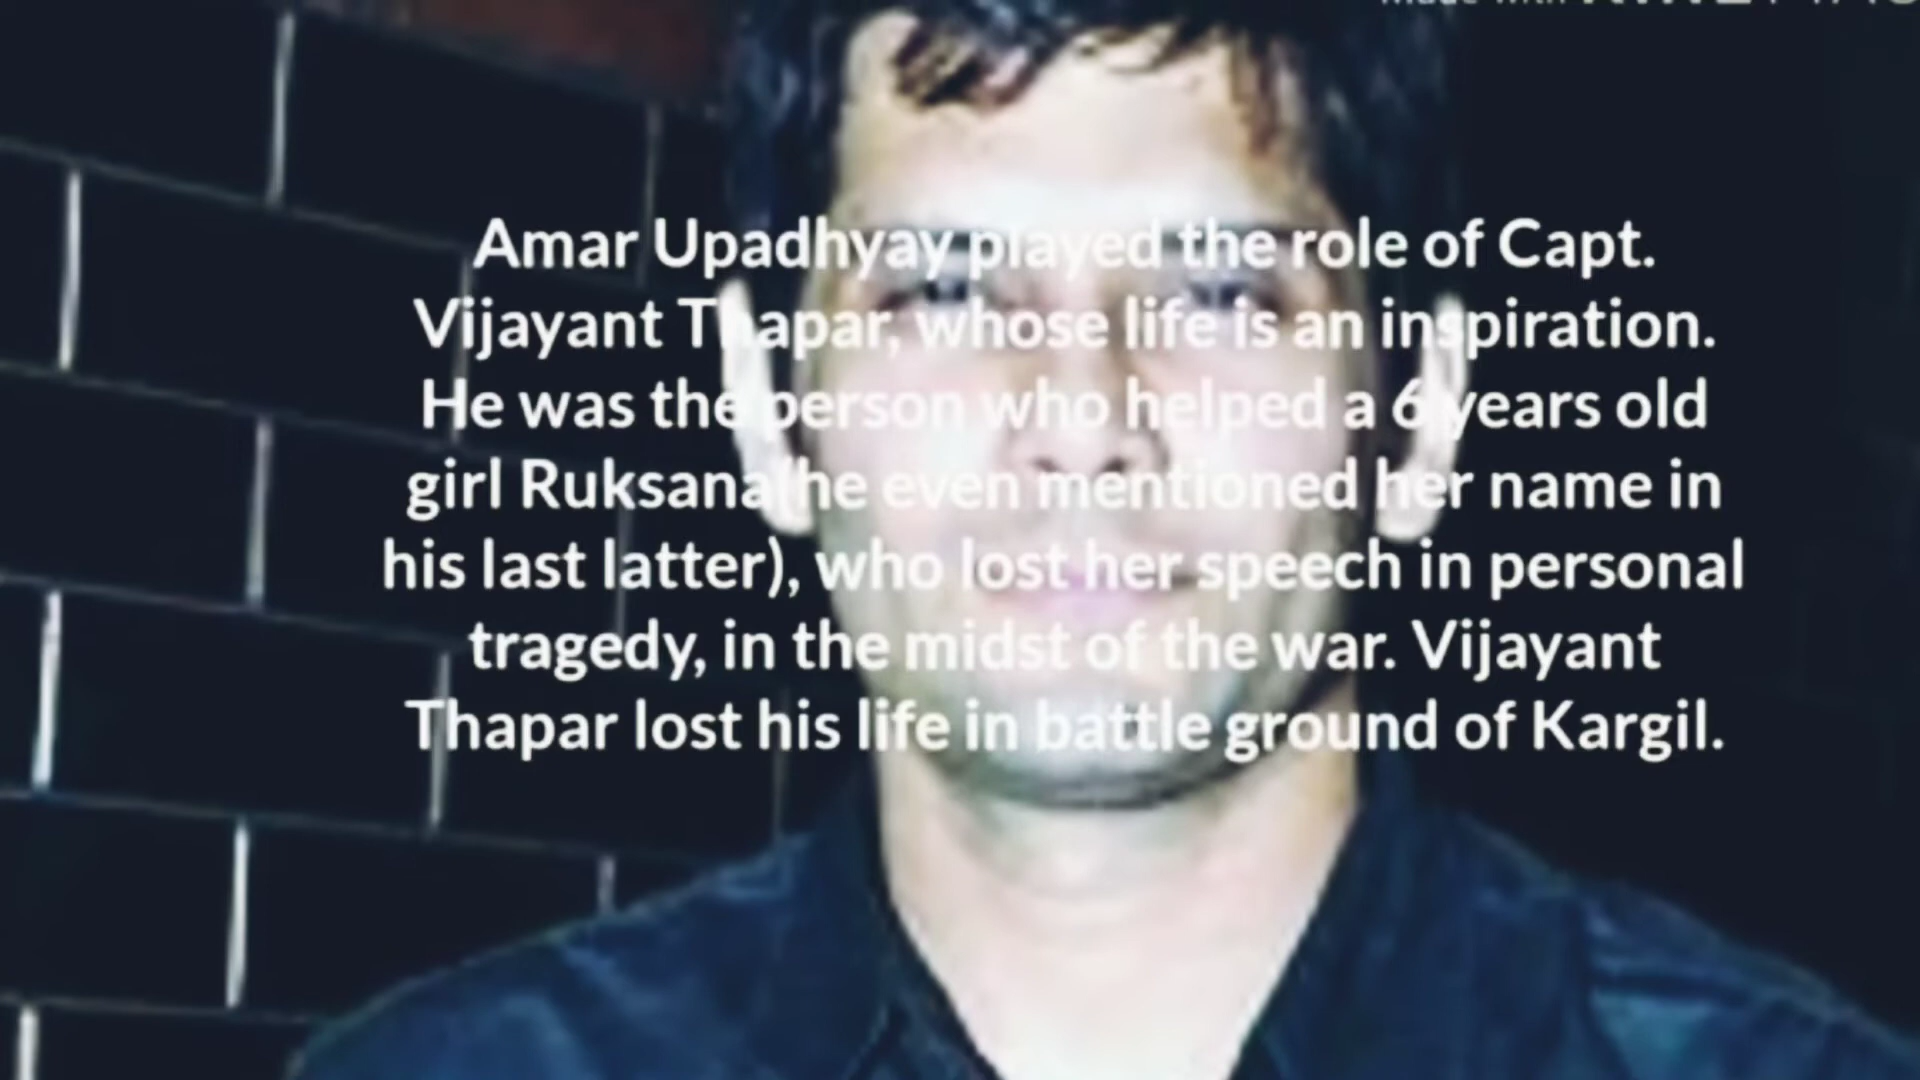 Made with
Amar Upadhyay played the role of Capt.
Vijayant Thapar, whose life is an inspiration.
He was the person who helped a 6 years old
girl Ruksana(he even mentioned her name in
his last latter), who lost her speech in personal
tragedy, in the midst of the war. Vijayant
Thapar lost his life in battle ground of Kargil.